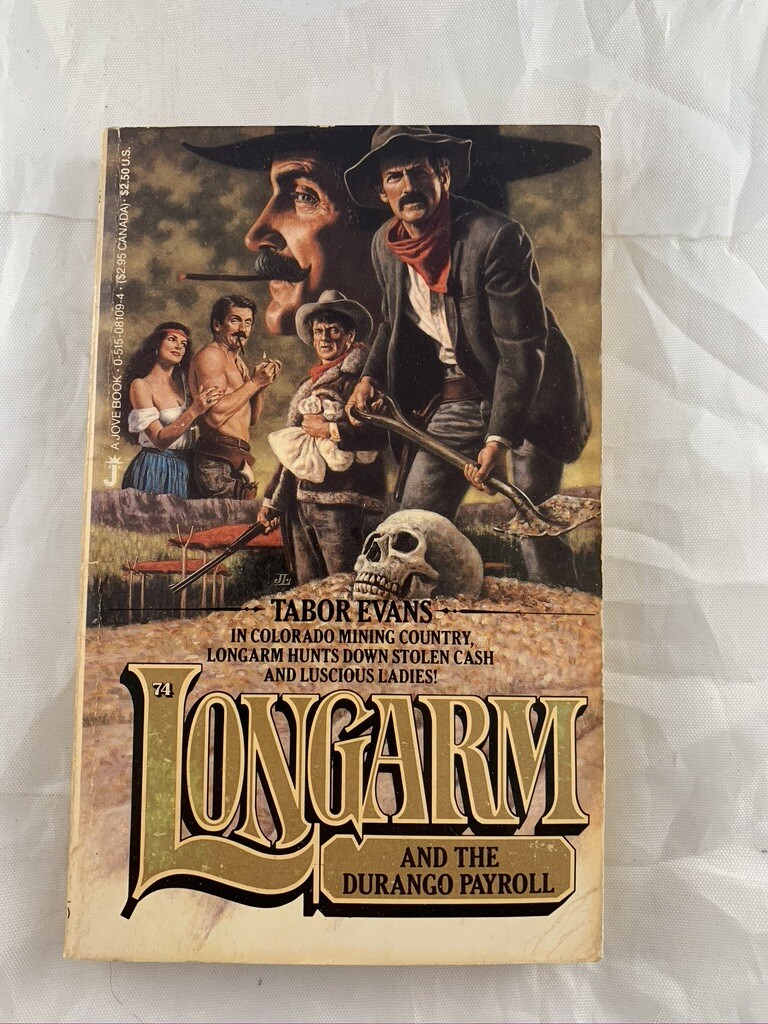 A JOVE BOOK · 0-515-08109-4 · ($2.95 CANADA) · $2.50 U.S.
JL
TABOR EVANS
IN COLORADO MINING COUNTRY,
LONGARM HUNTS DOWN STOLEN CASH
AND LUSCIOUS LADIES!
74
LONGARM
AND THE
DURANGO PAYROLL